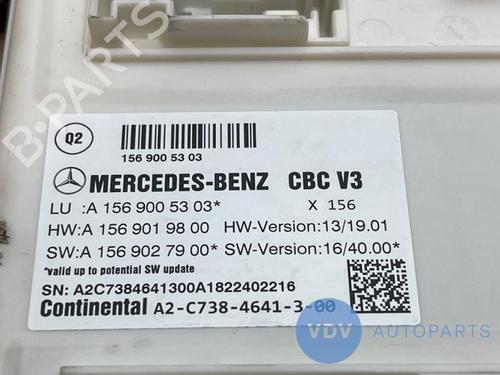 Q2
156 900 53 03
MERCEDES-BENZ CBC V3
LU :A 156 900 53 03* X 156
HW:A 156 901 98 00 HW-Version:13/19.01
SW:A 156 902 79 00* SW-Version:16/40.00*
*valid up to potential SW update
SN: A2C7384641300A1822402216
Continental A2-C738-4641-3-00
B-PARTS
VDV AUTOPARTS